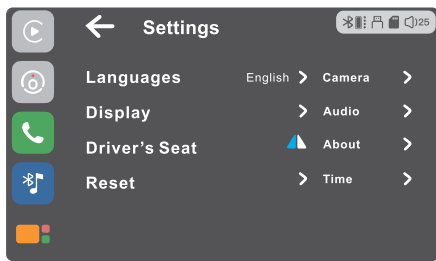 Settings
25
Languages English Camera
Display Audio
Driver's Seat About
Reset Time